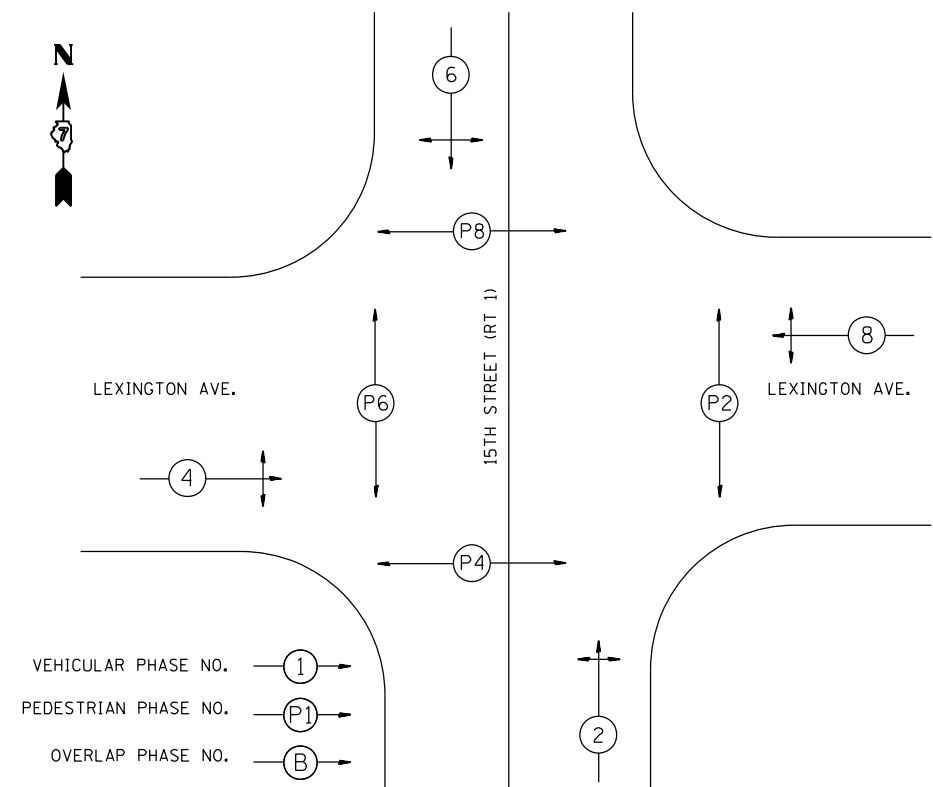 N
7
6
P8
15TH STREET (RT 1)
8
LEXINGTON AVE.
P6
P2
LEXINGTON AVE.
4
P4
VEHICULAR PHASE NO.
1
PEDESTRIAN PHASE NO.
P1
OVERLAP PHASE NO.
B
2